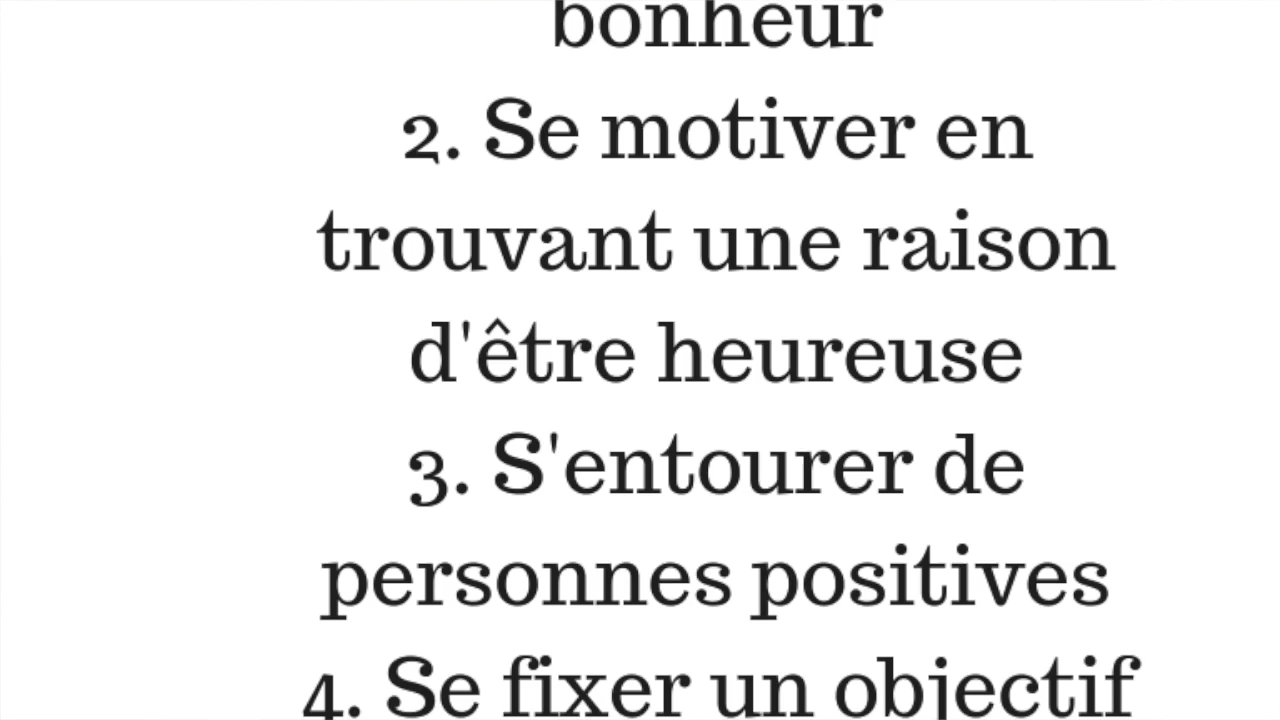 bonheur
2. Se motiver en
trouvant une raison
d'être heureuse
3. S'entourer de
personnes positives
4. Se fixer un objectif